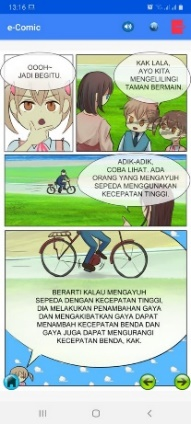 13.16
e-Comic
OOOH~
JADI BEGITU.
KAK LALA,
AYO KITA
MENGELILINGI
TAMAN BERMAIN.
ADIK-ADIK,
COBA LIHAT. ADA
ORANG YANG MENGAYUH
SEPEDA MENGGUNAKAN
KECEPATAN TINGGI.
BERARTI KALAU MENGAYUH
SEPEDA DENGAN KECEPATAN TINGGI,
DIA MELAKUKAN PENAMBAHAN GAYA
DAN MENGAKIBATKAN GAYA DAPAT
MENAMBAH KECEPATAN BENDA DAN
GAYA JUGA DAPAT MENGURANGI
KECEPATAN BENDA, KAK.